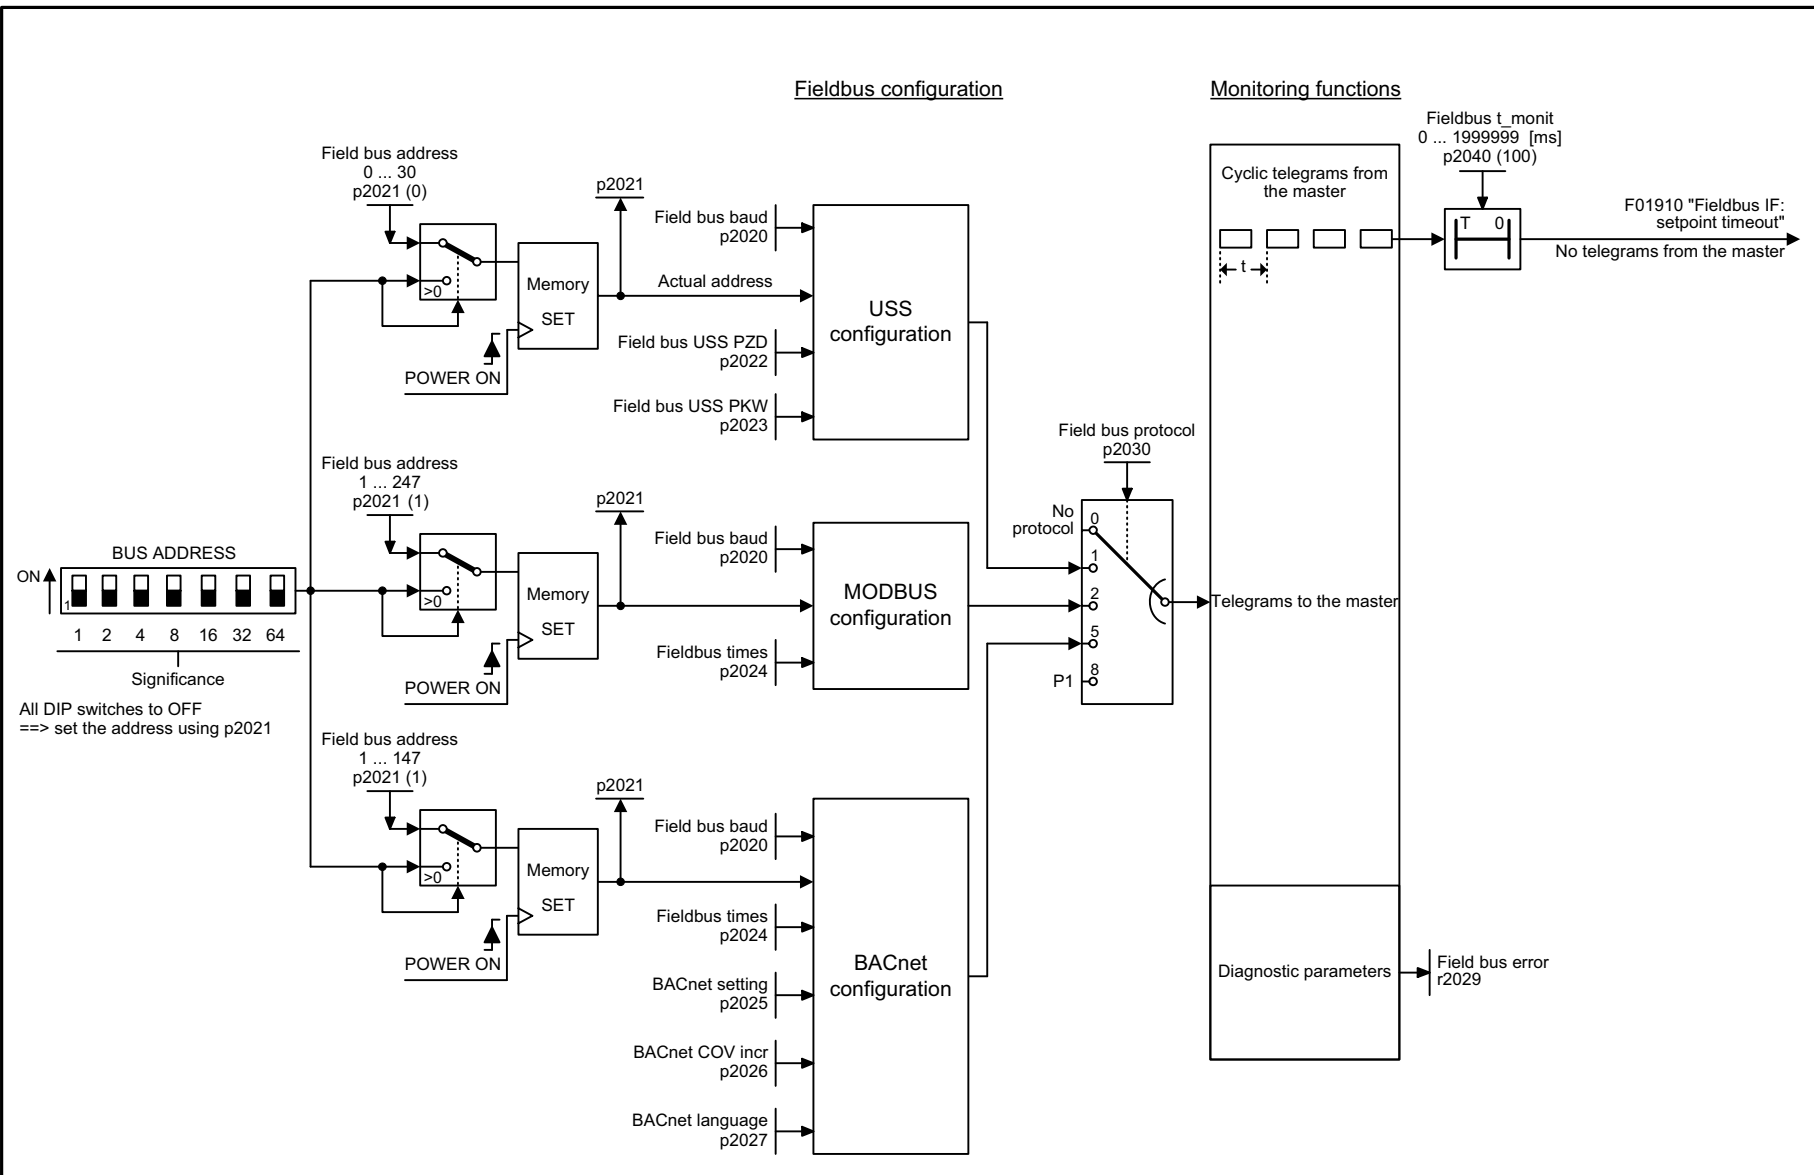 Fieldbus configuration
Monitoring functions
Fieldbus t_monit
0 ... 1999999 [ms]
p2040 (100)
Cyclic telegrams from
the master
t
T 0
F01910 "Fieldbus IF:
setpoint timeout"
No telegrams from the master
Field bus address
0 ... 30
p2021 (0)
>0
Memory
SET
POWER ON
p2021
Field bus baud
p2020
Actual address
Field bus USS PZD
p2022
Field bus USS PKW
p2023
USS
configuration
Field bus address
1 ... 247
p2021 (1)
>0
Memory
SET
POWER ON
p2021
Field bus baud
p2020
Fieldbus times
p2024
MODBUS
configuration
Field bus protocol
p2030
No
protocol
0
1
2
5
8
P1
Telegrams to the master
BUS ADDRESS
ON
1
1 2 4 8 16 32 64
Significance
All DIP switches to OFF
==> set the address using p2021
Field bus address
1 ... 147
p2021 (1)
>0
Memory
SET
POWER ON
p2021
Field bus baud
p2020
Fieldbus times
p2024
BACnet setting
p2025
BACnet COV incr
p2026
BACnet language
p2027
BACnet
configuration
Diagnostic parameters
Field bus error
r2029